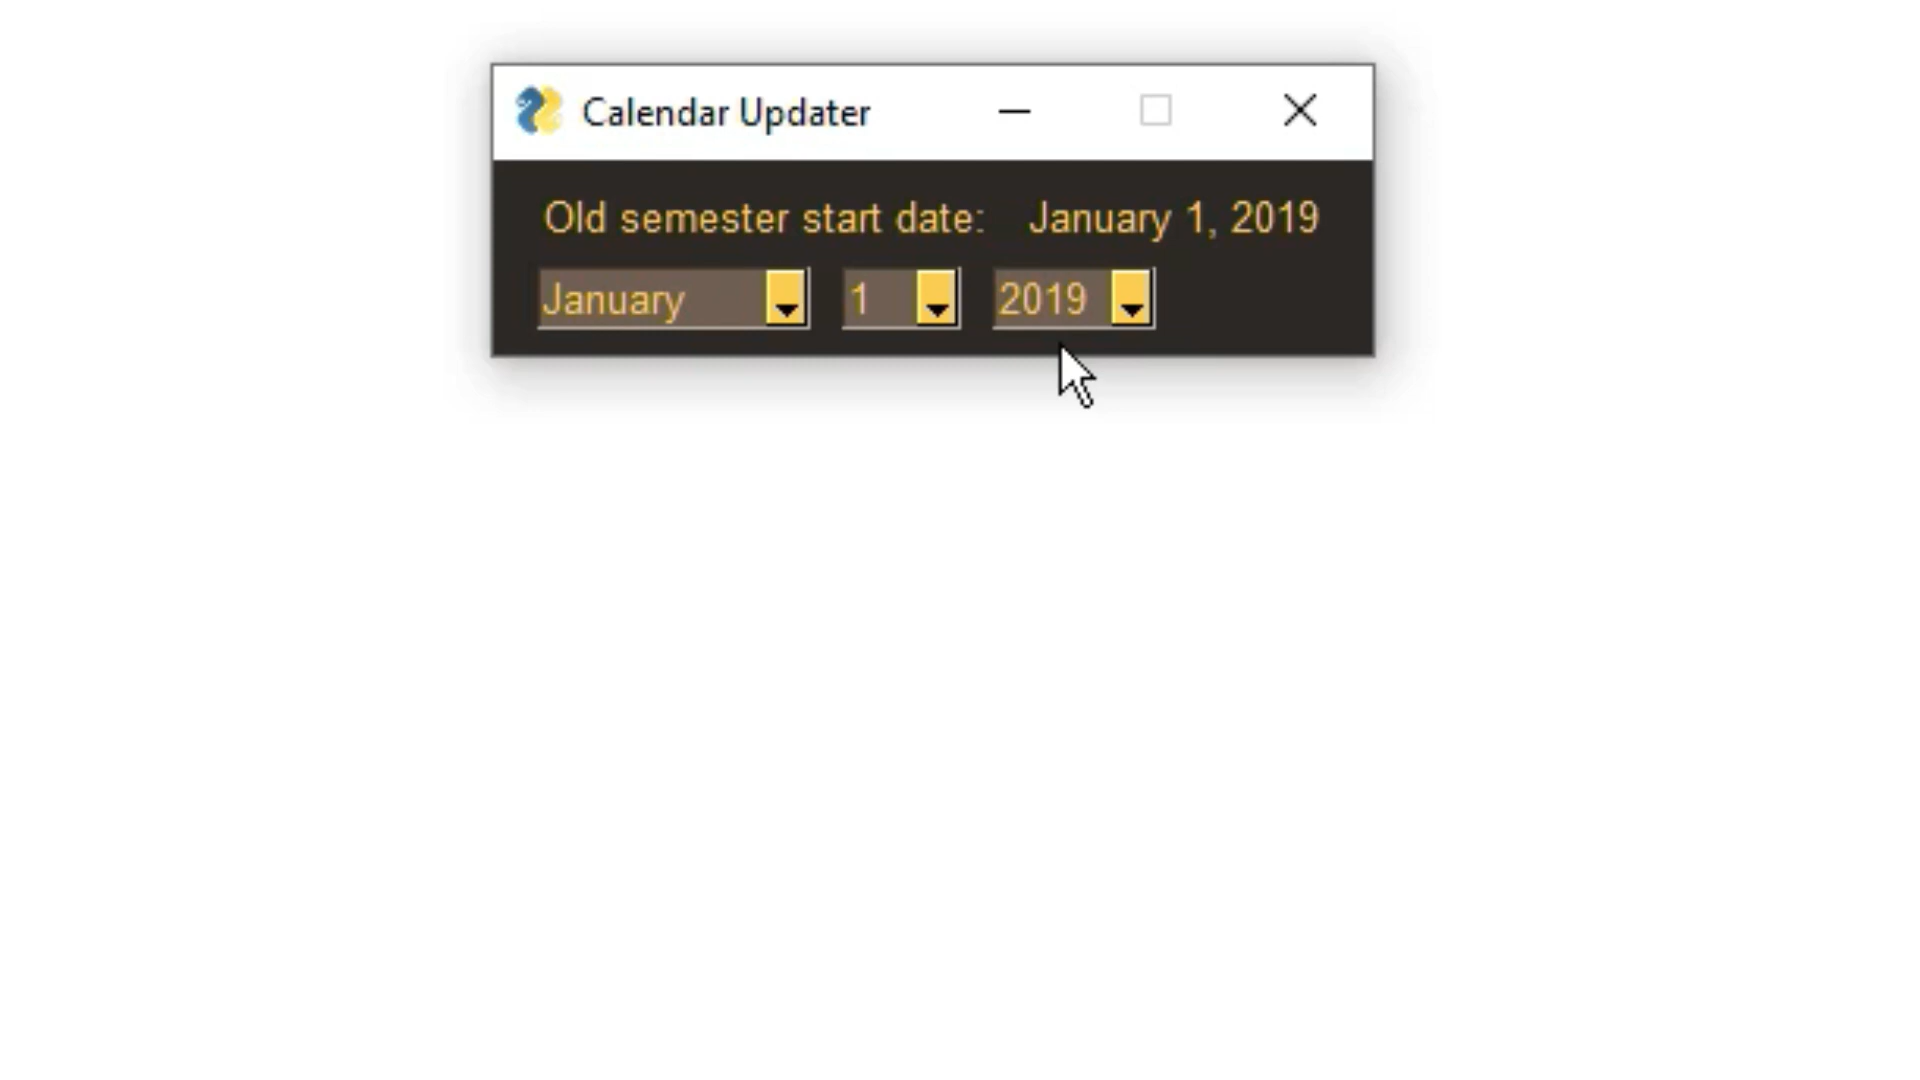 Calendar Updater
Old semester start date: January 1, 2019
January 1 2019